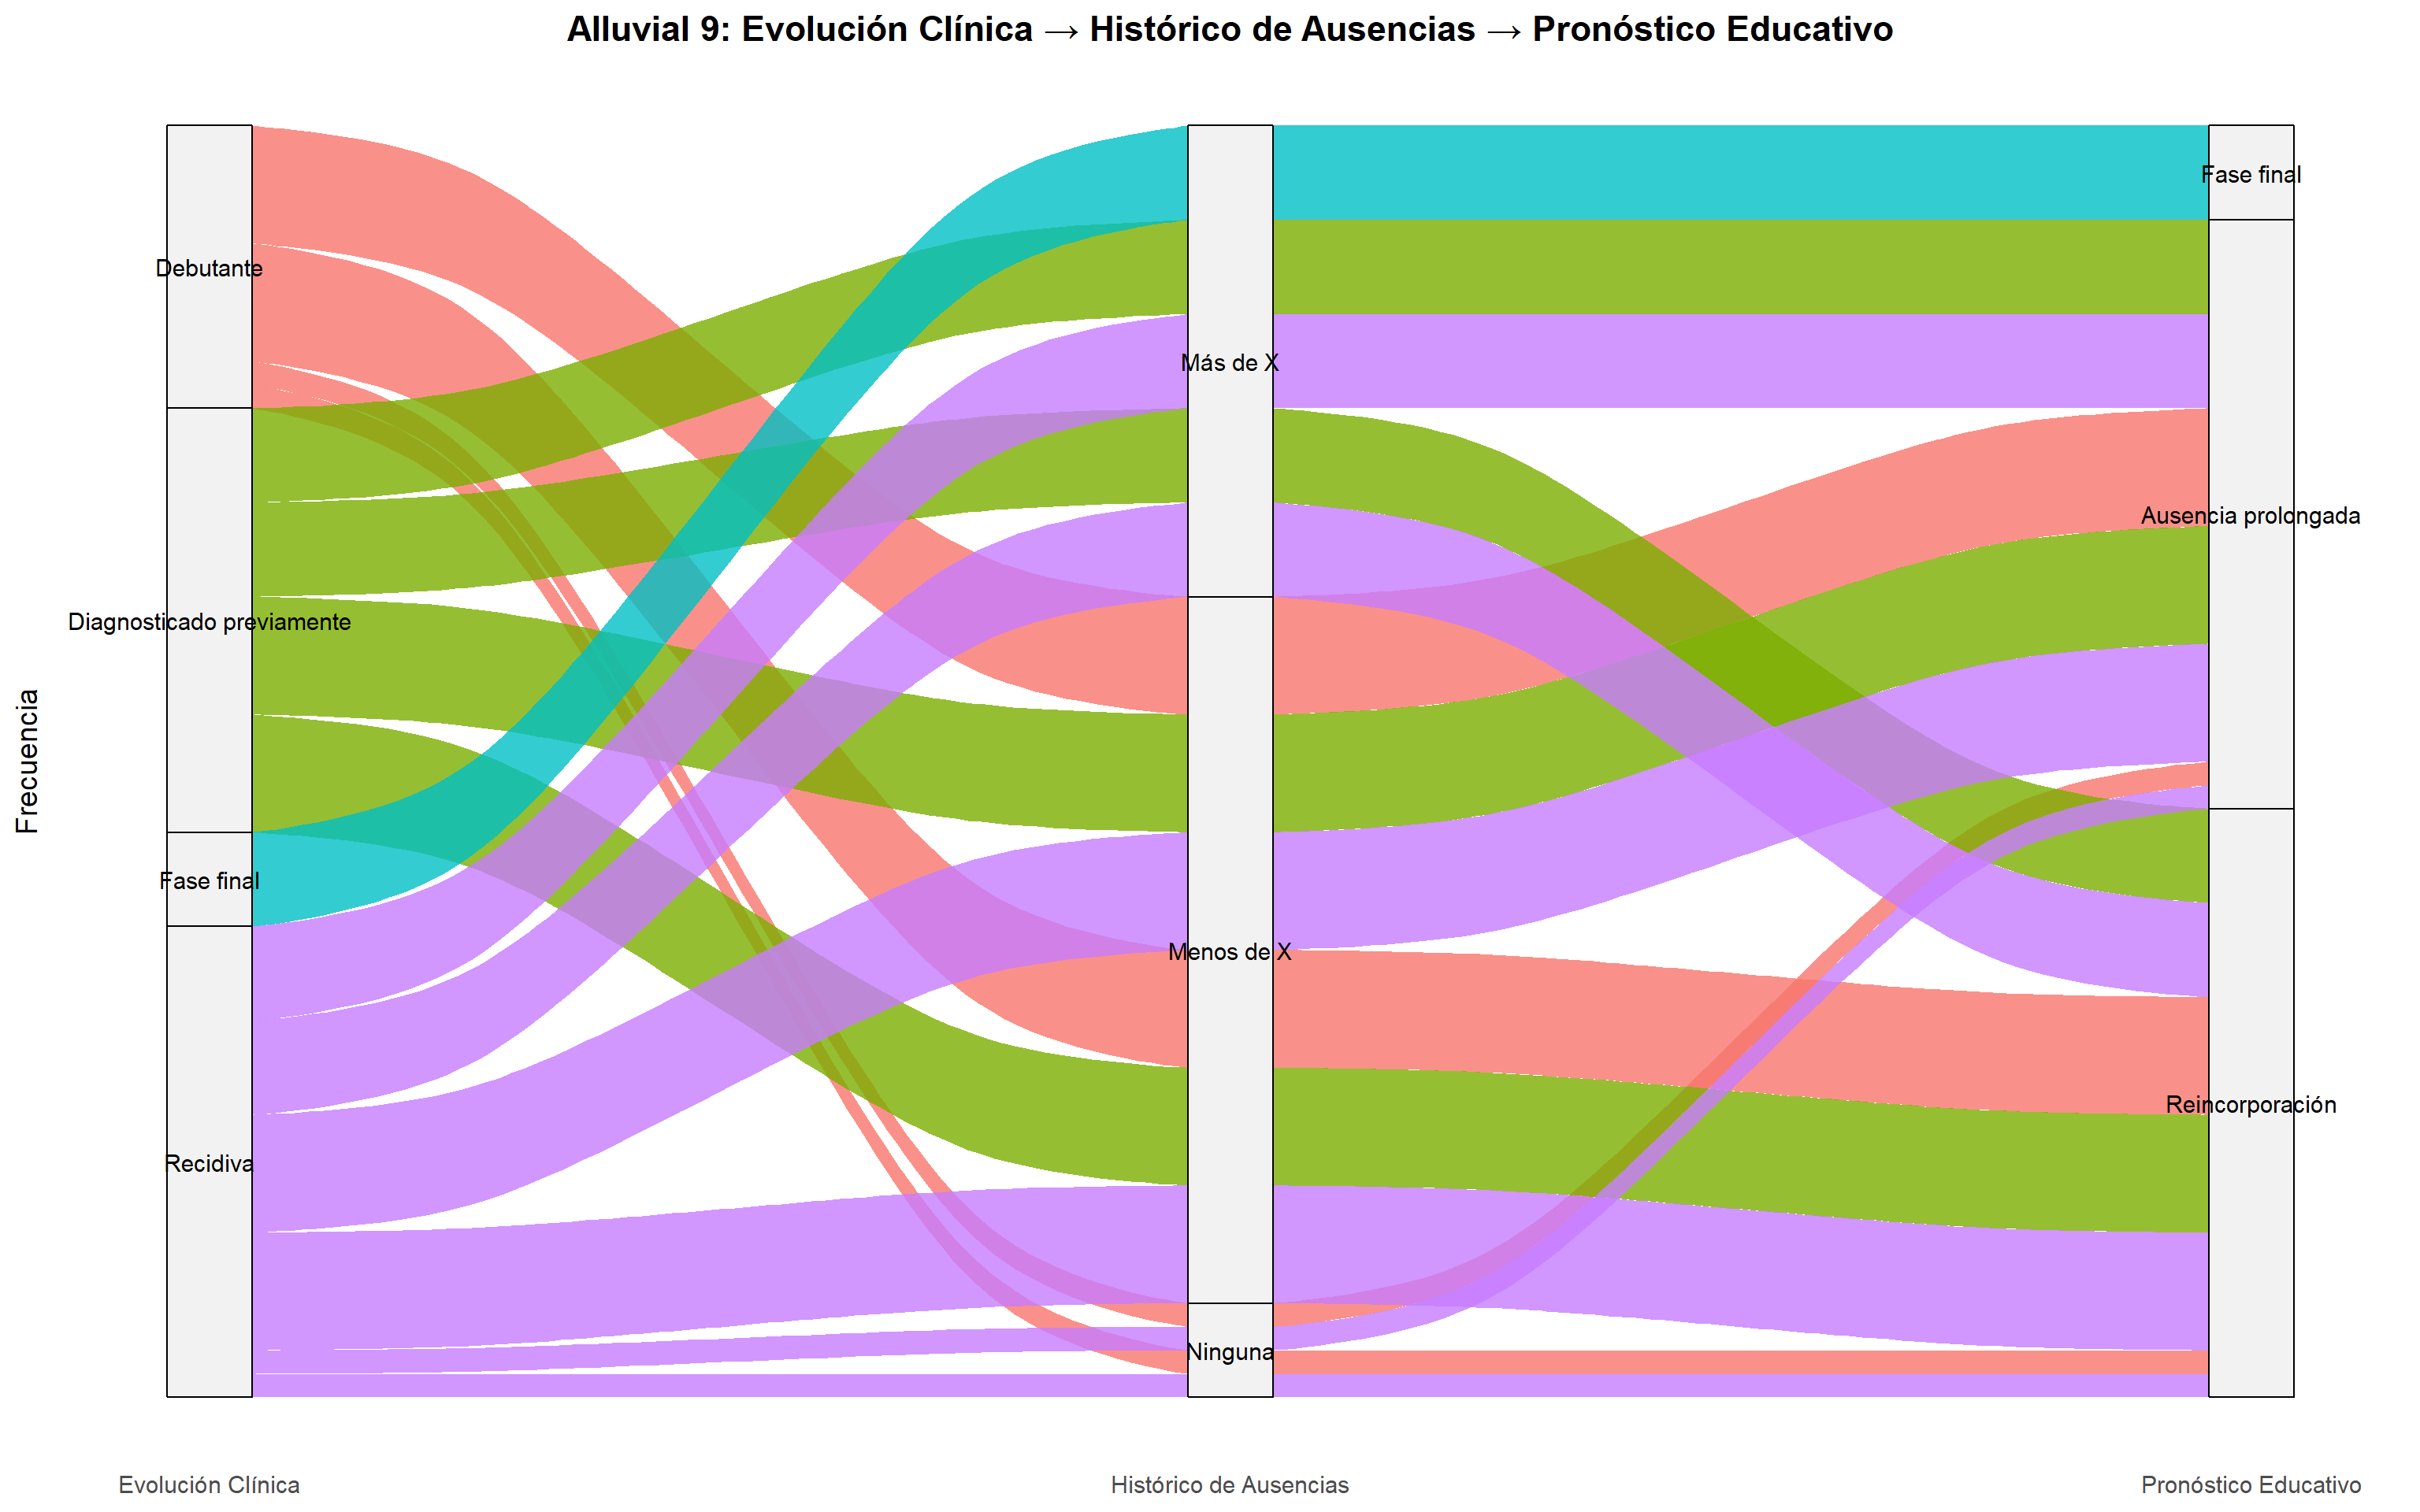 Alluvial 9: Evolución Clínica → Histórico de Ausencias → Pronóstico Educativo
Frecuencia
Debutante
Diagnosticado previamente
Fase final
Recidiva
Más de X
Menos de X
Ninguna
Fase final
Ausencia prolongada
Reincorporación
Evolución Clínica
Histórico de Ausencias
Pronóstico Educativo